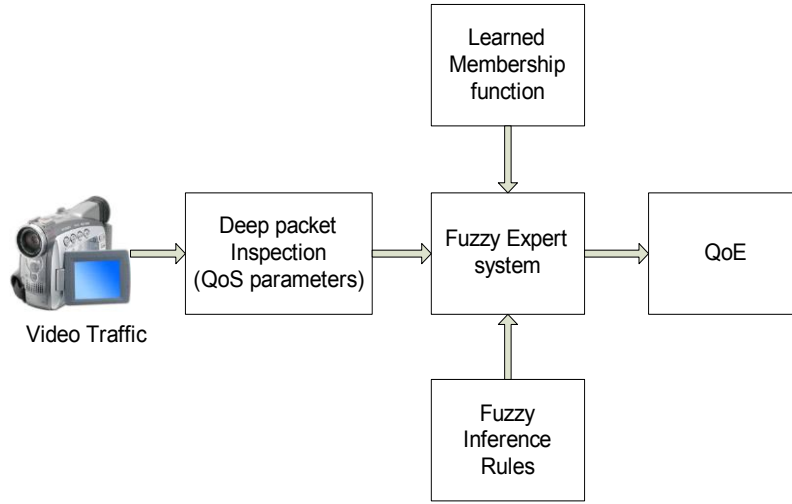 Learned
Membership
function
Deep packet
Inspection
(QoS parameters)
Fuzzy Expert
system
QoE
Video Traffic
Fuzzy
Inference
Rules